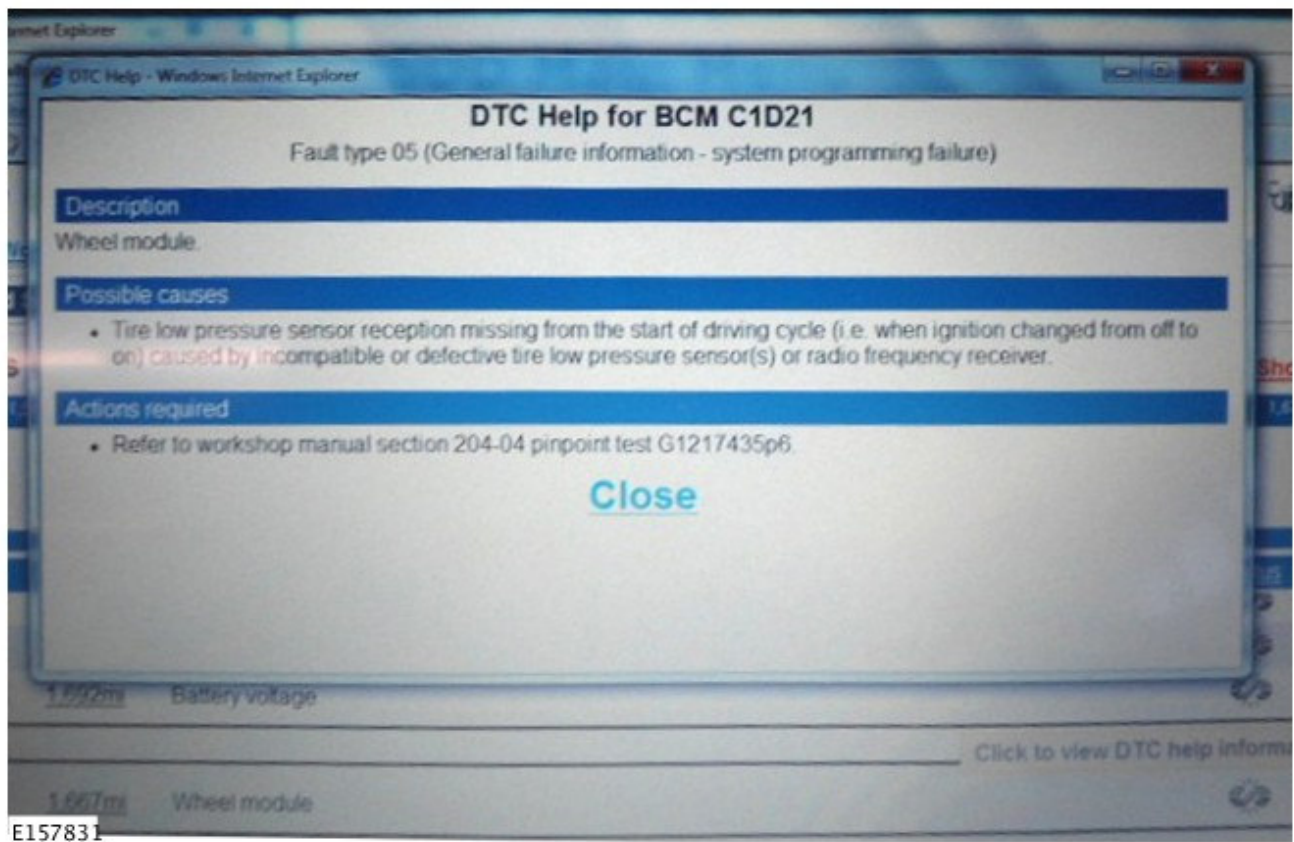 ernet Explorer
DTC Help - Windows Internet Explorer
DTC Help for BCM C1D21
Fault type 05 (General failure information - system programming failure)
Description
Wheel module.
Possible causes
• Tire low pressure sensor reception missing from the start of driving cycle (i.e. when ignition changed from off to
on) caused by incompatible or defective tire low pressure sensor(s) or radio frequency receiver.
Sho
Actions required
• Refer to workshop manual section 204-04 pinpoint test G1217435p6.
Close
1,692mi Battery voltage
Click to view DTC help informa
1,667mi Wheel module
E157831